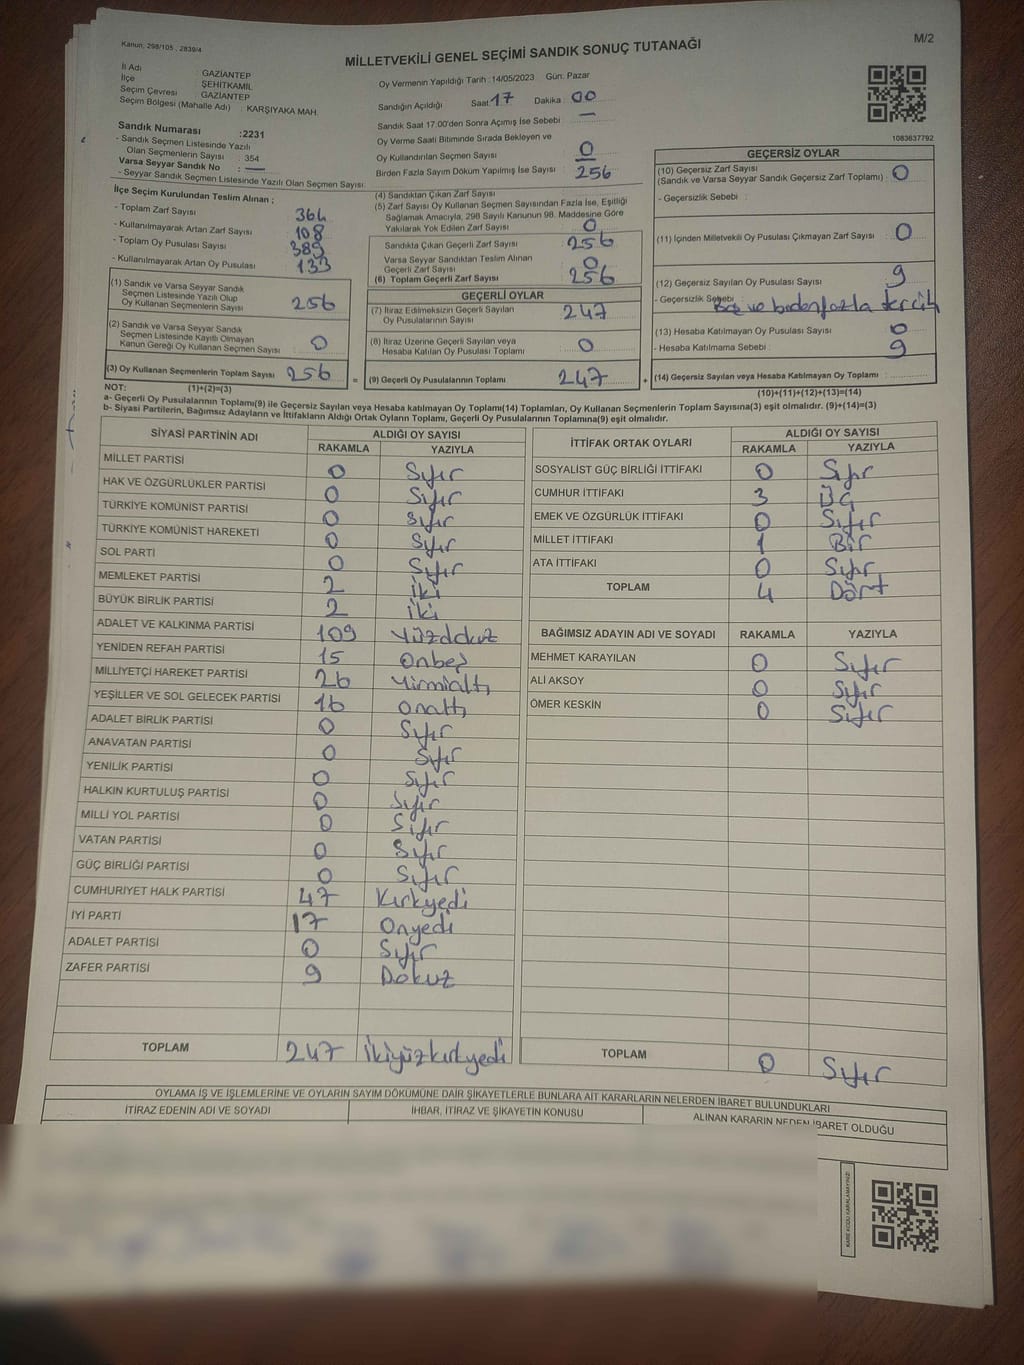 Kanun, 298/105 , 2839/4
M/2
MİLLETVEKİLİ GENEL SEÇİMİ SANDIK SONUÇ TUTANAĞI
İl Adı : GAZİANTEP
İlçe : ŞEHİTKAMİL
Seçim Çevresi : GAZİANTEP
Seçim Bölgesi (Mahalle Adı) : KARŞIYAKA MAH.
Sandık Numarası :2231
- Sandık Seçmen Listesinde Yazılı
Olan Seçmenlerin Sayısı : 354
Varsa Seyyar Sandık No : —
- Seyyar Sandık Seçmen Listesinde Yazılı Olan Seçmen Sayısı
Oy Vermenin Yapıldığı Tarih : 14/05/2023 Gün: Pazar
Sandığın Açıldığı Saat 17 Dakika 00
Sandık Saat 17.00'den Sonra Açımış İse Sebebi —
Oy Verme Saati Bitiminde Sırada Bekleyen ve
Oy Kullandırılan Seçmen Sayısı 0
Birden Fazla Sayım Döküm Yapılmış İse Sayısı —
1083637792
İlçe Seçim Kurulundan Teslim Alınan ;
- Toplam Zarf Sayısı 364
- Kullanılmayarak Artan Zarf Sayısı 108
- Toplam Oy Pusulası Sayısı 389
- Kullanılmayarak Artan Oy Pusulası 133
(1) Sandık ve Varsa Seyyar Sandık
Seçmen Listesinde Yazılı Olup
Oy Kullanan Seçmenlerin Sayısı 256
(2) Sandık ve Varsa Seyyar Sandık
Seçmen Listesinde Kayıtlı Olmayan
Kanun Gereği Oy Kullanan Seçmen Sayısı 0
(3) Oy Kullanan Seçmenlerin Toplam Sayısı 256 =
(4) Sandıktan Çıkan Zarf Sayısı 256
(5) Zarf Sayısı Oy Kullanan Seçmen Sayısından Fazla İse, Eşitliği
Sağlamak Amacıyla, 298 Sayılı Kanunun 98. Maddesine Göre
Yakılarak Yok Edilen Zarf Sayısı 0
Sandıkta Çıkan Geçerli Zarf Sayısı 256
Varsa Seyyar Sandıktan Teslim Alınan
Geçerli Zarf Sayısı 0
(6) Toplam Geçerli Zarf Sayısı 256
GEÇERLİ OYLAR
(7) İtiraz Edilmeksizin Geçerli Sayılan
Oy Pusulalarının Sayısı 247
(8) İtiraz Üzerine Geçerli Sayılan veya
Hesaba Katılan Oy Pusulası Toplamı 0
(9) Geçerli Oy Pusulalarının Toplamı 247 +
GEÇERSİZ OYLAR
(10) Geçersiz Zarf Sayısı
(Sandık ve Varsa Seyyar Sandık Geçersiz Zarf Toplamı) : 0
- Geçersizlik Sebebi :
(11) İçinden Milletvekili Oy Pusulası Çıkmayan Zarf Sayısı : 0
(12) Geçersiz Sayılan Oy Pusulası Sayısı : 9
- Geçersizlik Sebebi : Boş ve birden fazla tercih
(13) Hesaba Katılmayan Oy Pusulası Sayısı : 0
- Hesaba Katılmama Sebebi :
(14) Geçersiz Sayılan veya Hesaba Katılmayan Oy Toplamı : 9
NOT: (1)+(2)=(3)
(10)+(11)+(12)+(13)=(14)
a- Geçerli Oy Pusulalarının Toplamı(9) ile Geçersiz Sayılan veya Hesaba katılmayan Oy Toplamı(14) Toplamları, Oy Kullanan Seçmenlerin Toplam Sayısına(3) eşit olmalıdır. (9)+(14)=(3)
b- Siyasi Partilerin, Bağımsız Adayların ve İttifakların Aldığı Ortak Oyların Toplamı, Geçerli Oy Pusulalarının Toplamına(9) eşit olmalıdır.
SİYASİ PARTİNİN ADI ALDIĞI OY SAYISI
RAKAMLA YAZIYLA
MİLLET PARTİSİ 0 Sıfır
HAK VE ÖZGÜRLÜKLER PARTİSİ 0 Sıfır
TÜRKİYE KOMÜNİST PARTİSİ 0 Sıfır
TÜRKİYE KOMÜNİST HAREKETİ 0 Sıfır
SOL PARTİ 0 Sıfır
MEMLEKET PARTİSİ 2 İki
BÜYÜK BİRLİK PARTİSİ 2 İki
ADALET VE KALKINMA PARTİSİ 109 Yüzdokuz
YENİDEN REFAH PARTİSİ 15 Onbeş
MİLLİYETÇİ HAREKET PARTİSİ 26 Yirmialtı
YEŞİLLER VE SOL GELECEK PARTİSİ 16 Onaltı
ADALET BİRLİK PARTİSİ 0 Sıfır
ANAVATAN PARTİSİ 0 Sıfır
YENİLİK PARTİSİ 0 Sıfır
HALKIN KURTULUŞ PARTİSİ 0 Sıfır
MİLLİ YOL PARTİSİ 0 Sıfır
VATAN PARTİSİ 0 Sıfır
GÜÇ BİRLİĞİ PARTİSİ 0 Sıfır
CUMHURİYET HALK PARTİSİ 47 Kırkyedi
İYİ PARTİ 17 Onyedi
ADALET PARTİSİ 0 Sıfır
ZAFER PARTİSİ 9 Dokuz
TOPLAM 247 İkiyüzkırkyedi
İTTİFAK ORTAK OYLARI ALDIĞI OY SAYISI
RAKAMLA YAZIYLA
SOSYALİST GÜÇ BİRLİĞİ İTTİFAKI 0 Sıfır
CUMHUR İTTİFAKI 3 Üç
EMEK VE ÖZGÜRLÜK İTTİFAKI 0 Sıfır
MİLLET İTTİFAKI 1 Bir
ATA İTTİFAKI 0 Sıfır
TOPLAM 4 Dört
BAĞIMSIZ ADAYIN ADI VE SOYADI RAKAMLA YAZIYLA
MEHMET KARAYILAN 0 Sıfır
ALİ AKSOY 0 Sıfır
ÖMER KESKİN 0 Sıfır
TOPLAM 0 Sıfır
OYLAMA İŞ VE İŞLEMLERİNE VE OYLARIN SAYIM DÖKÜMÜNE DAİR ŞİKAYETLERLE BUNLARA AİT KARARLARIN NELERDEN İBARET BULUNDUKLARI
İTİRAZ EDENİN ADI VE SOYADI İHBAR, İTİRAZ VE ŞİKAYETİN KONUSU ALINAN KARARIN NEDEN İBARET OLDUĞU
KARE KODU KARALAMAYINIZ!